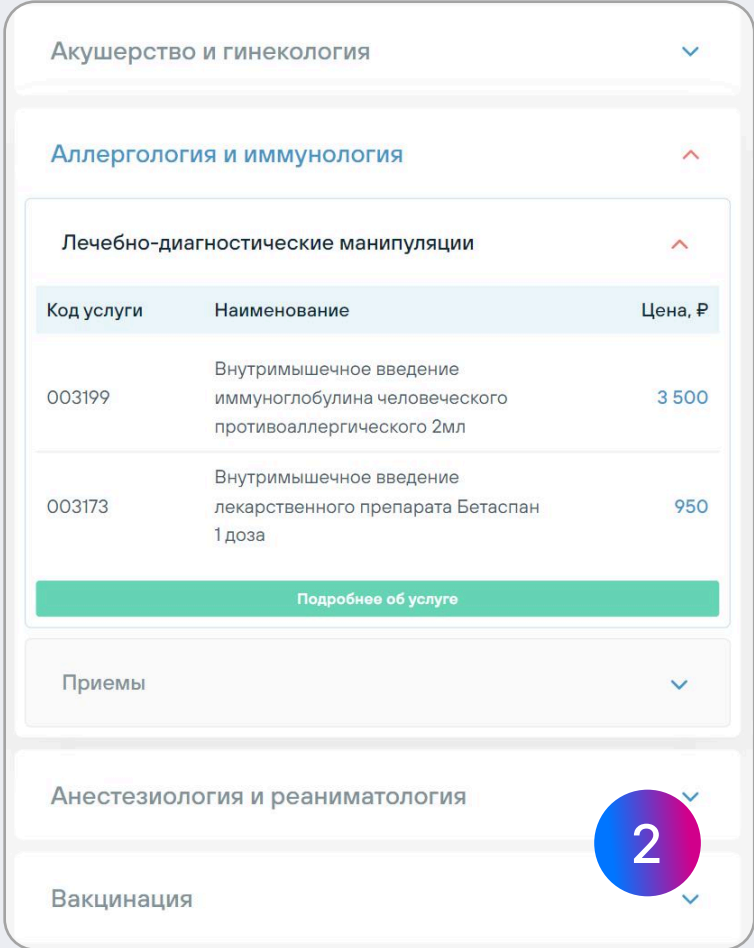 Акушерство и гинекология
Аллергология и иммунология
Лечебно-диагностические манипуляции
Код услуги Наименование Цена, ₽
Внутримышечное введение
003199 иммуноглобулина человеческого 3 500
противоаллергического 2мл
Внутримышечное введение
003173 лекарственного препарата Бетаспан 950
1 доза
Подробнее об услуге
Приемы
Анестезиология и реаниматология
2
Вакцинация